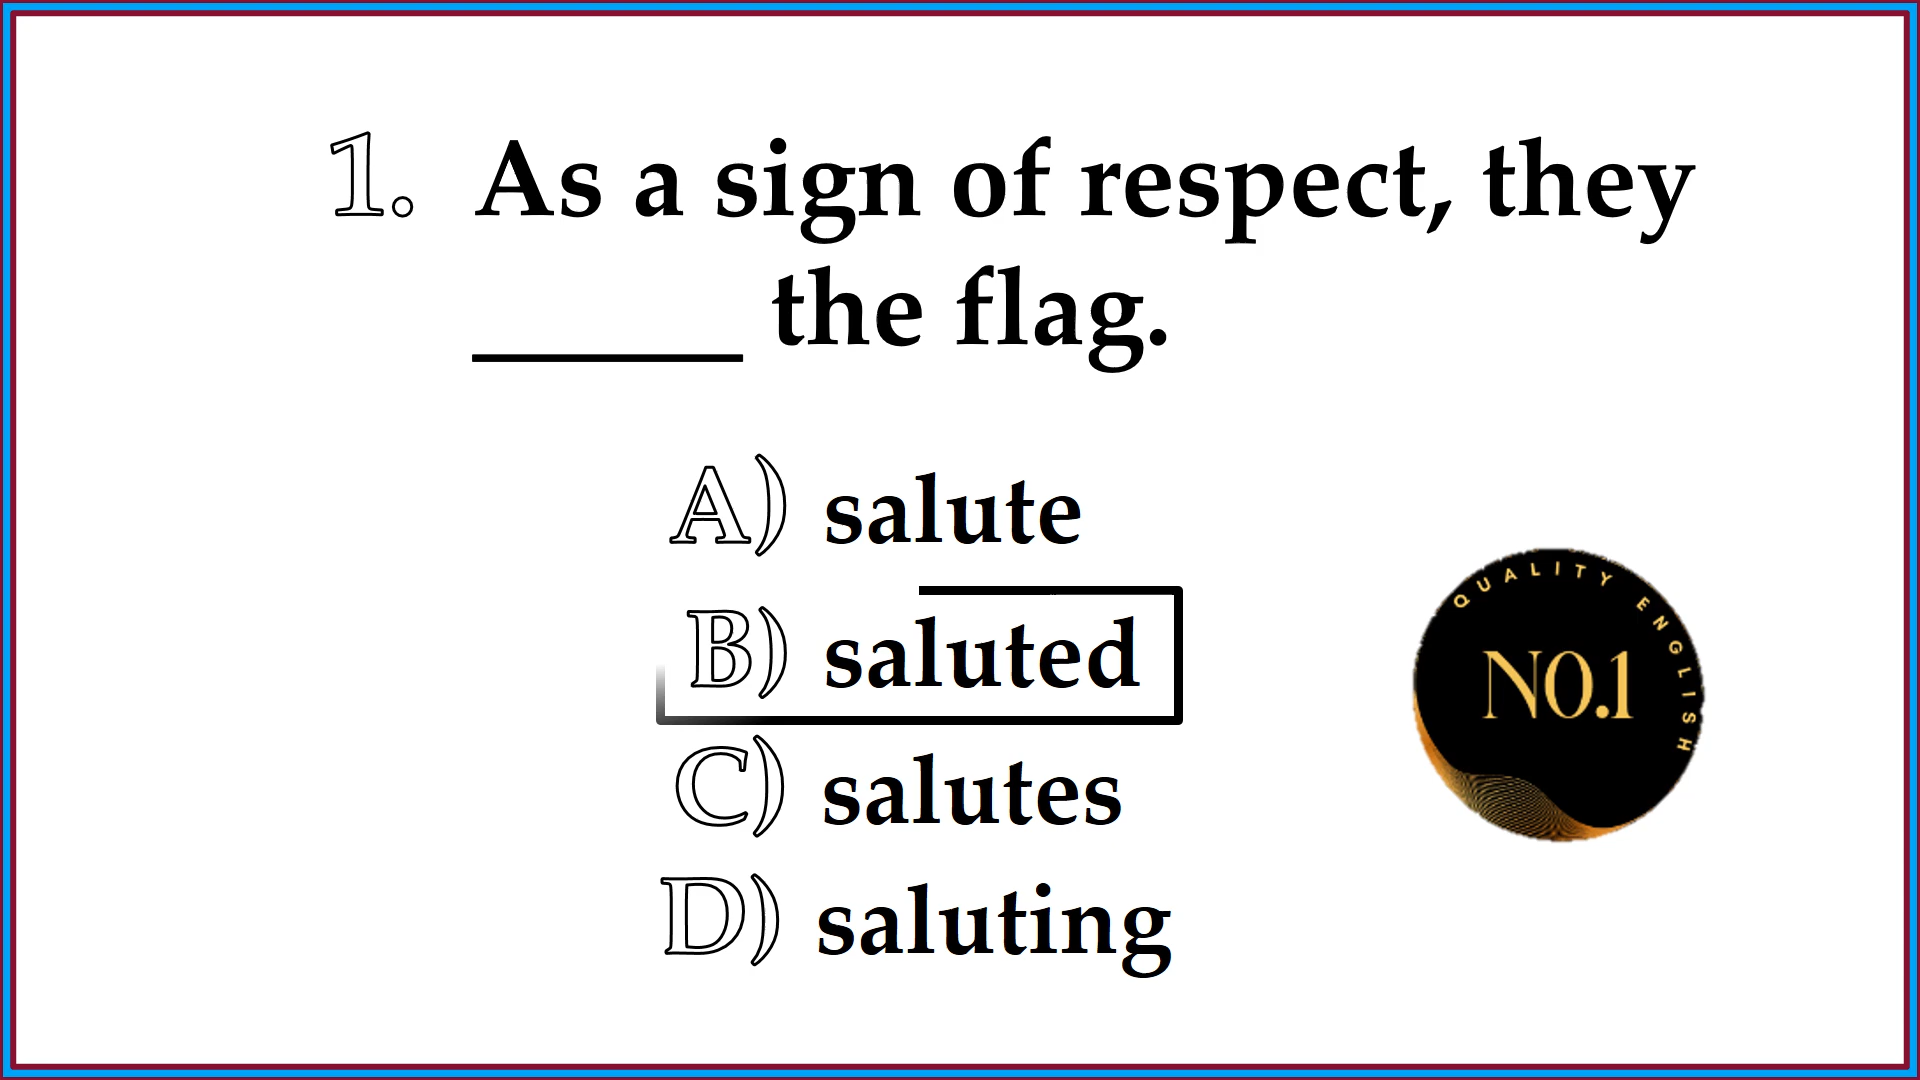 1. As a sign of respect, they
_____ the flag.
A) salute
B) saluted
C) salutes
D) saluting
QUALITY ENGLISH
NO.1